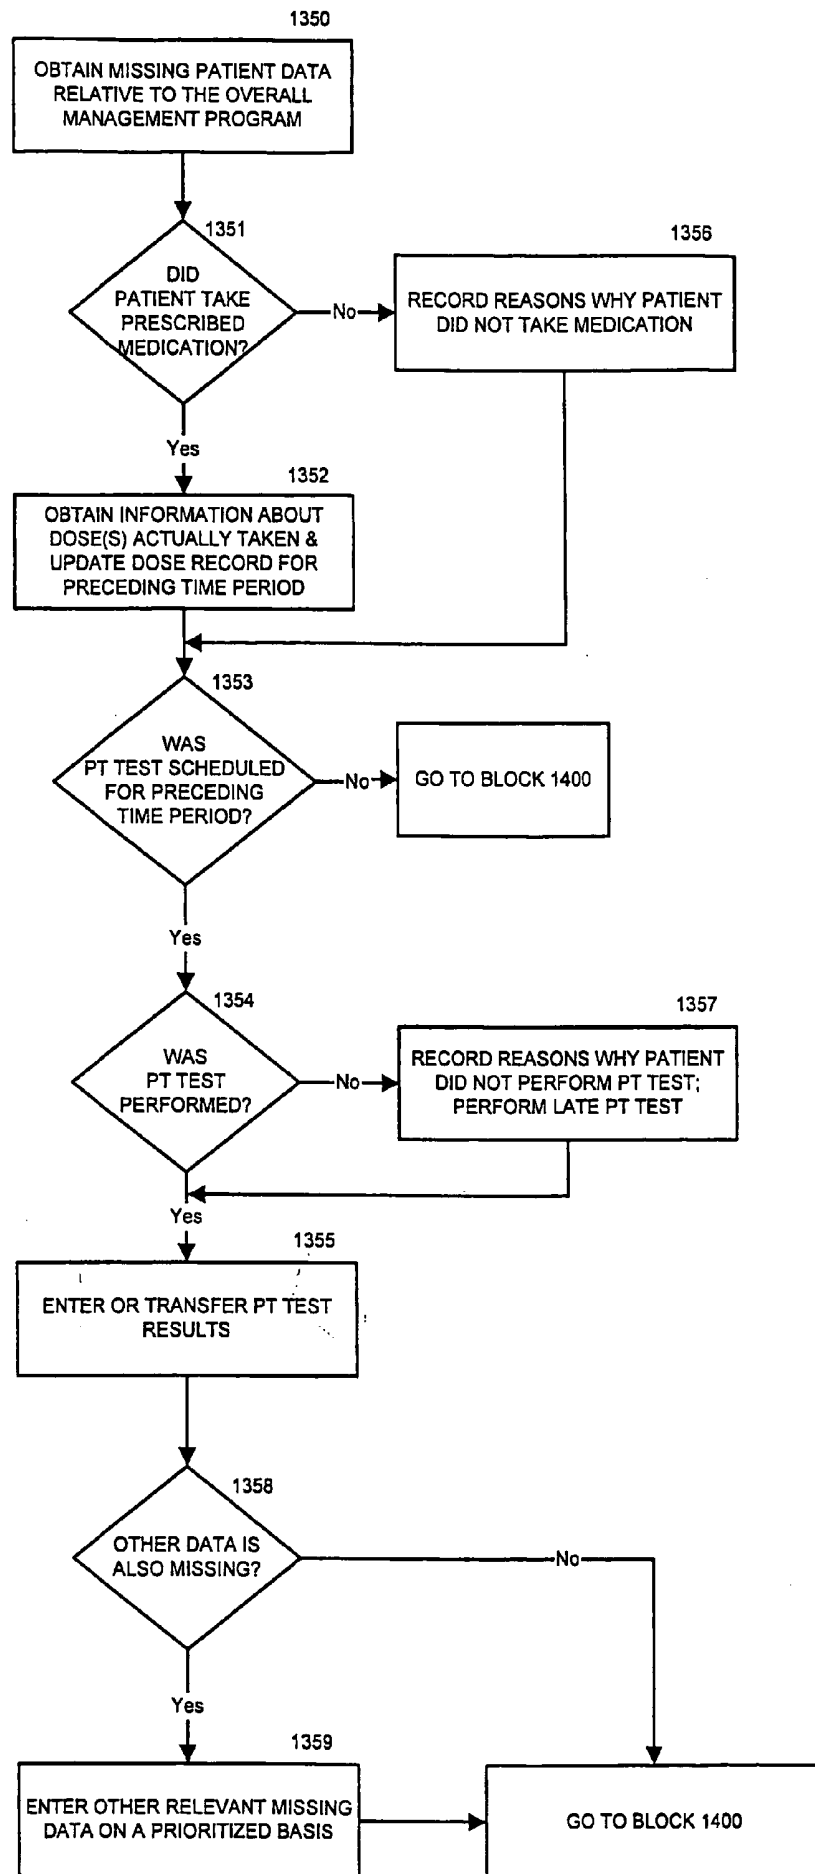 1350
OBTAIN MISSING PATIENT DATA
RELATIVE TO THE OVERALL
MANAGEMENT PROGRAM
1351
DID
PATIENT TAKE
PRESCRIBED
MEDICATION?
No
1356
RECORD REASONS WHY PATIENT
DID NOT TAKE MEDICATION
Yes
1352
OBTAIN INFORMATION ABOUT
DOSE(S) ACTUALLY TAKEN &
UPDATE DOSE RECORD FOR
PRECEDING TIME PERIOD
1353
WAS
PT TEST SCHEDULED
FOR PRECEDING
TIME PERIOD?
No
GO TO BLOCK 1400
Yes
1354
WAS
PT TEST
PERFORMED?
No
1357
RECORD REASONS WHY PATIENT
DID NOT PERFORM PT TEST;
PERFORM LATE PT TEST
Yes
1355
ENTER OR TRANSFER PT TEST
RESULTS
1358
OTHER DATA IS
ALSO MISSING?
No
Yes
1359
ENTER OTHER RELEVANT MISSING
DATA ON A PRIORITIZED BASIS
GO TO BLOCK 1400